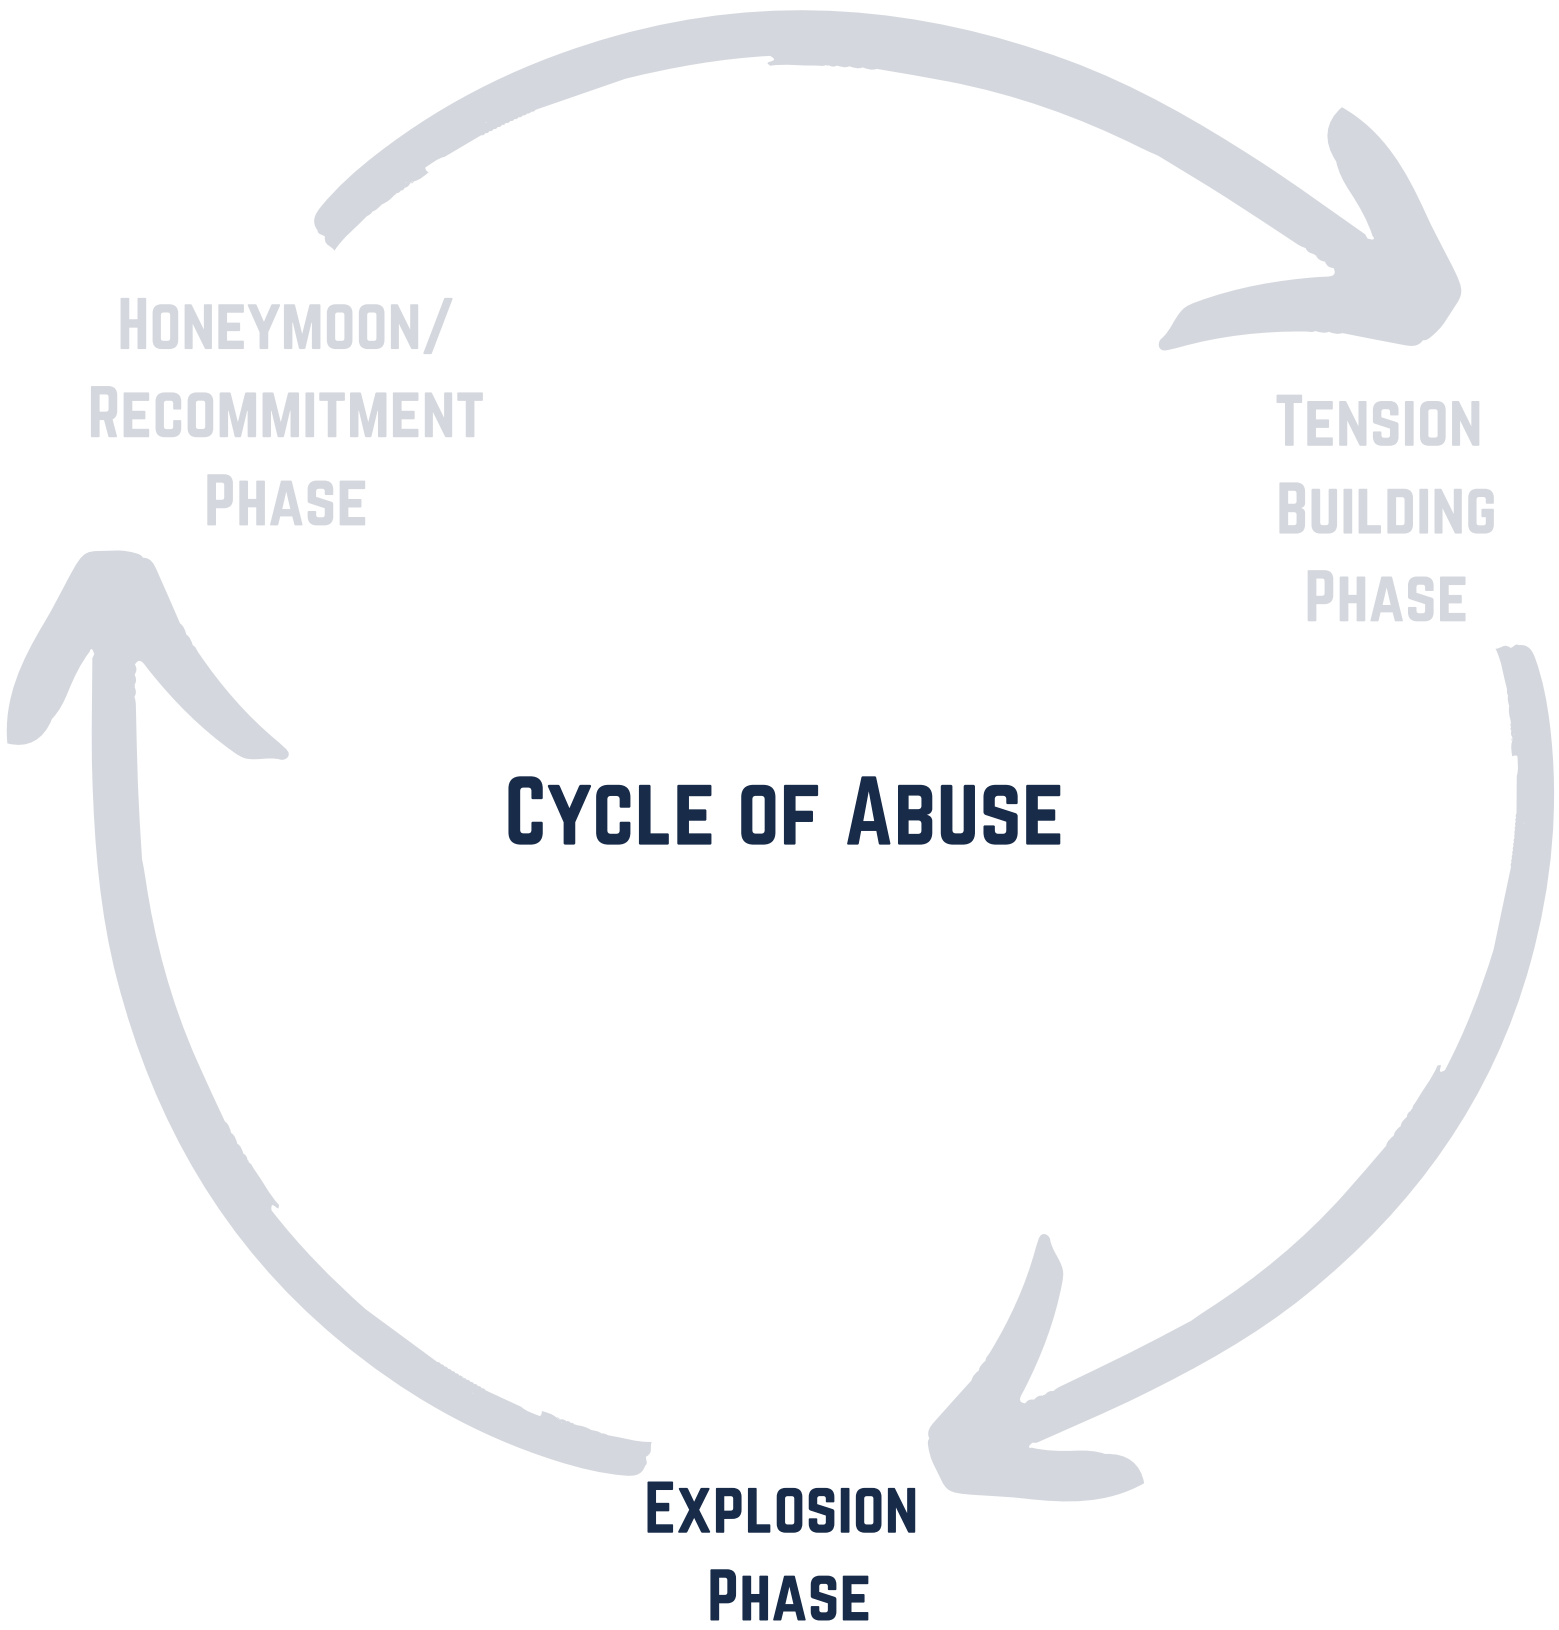 Honeymoon/
Recommitment
Phase
Tension
Building
Phase
Cycle of Abuse
Explosion
Phase